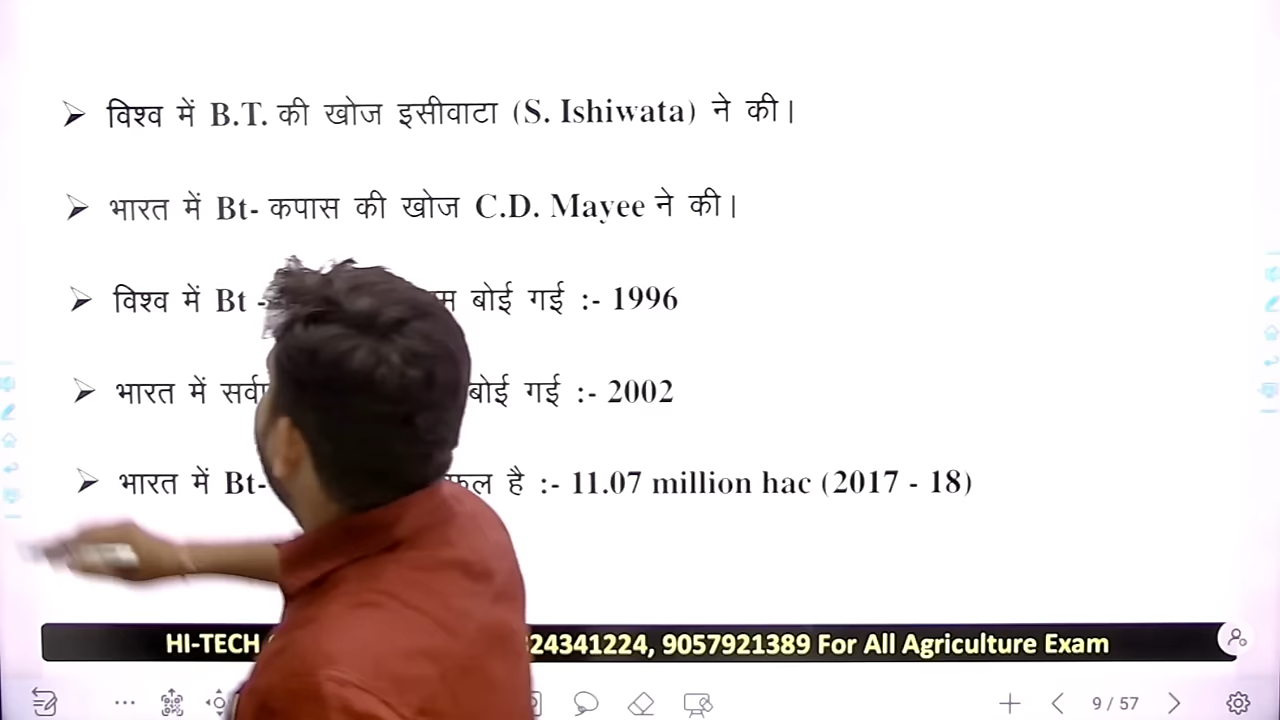 ➢ विश्व में B.T. की खोज इसीवाटा (S. Ishiwata) ने की।
➢ भारत में Bt- कपास की खोज C.D. Mayee ने की।
➢ विश्व में Bt - बोई गई :- 1996
➢ भारत में बोई गई :- 2002
➢ भारत में Bt- है :- 11.07 million hac (2017 - 18)
HI-TECH 24341224, 9057921389 For All Agriculture Exam
9 / 57